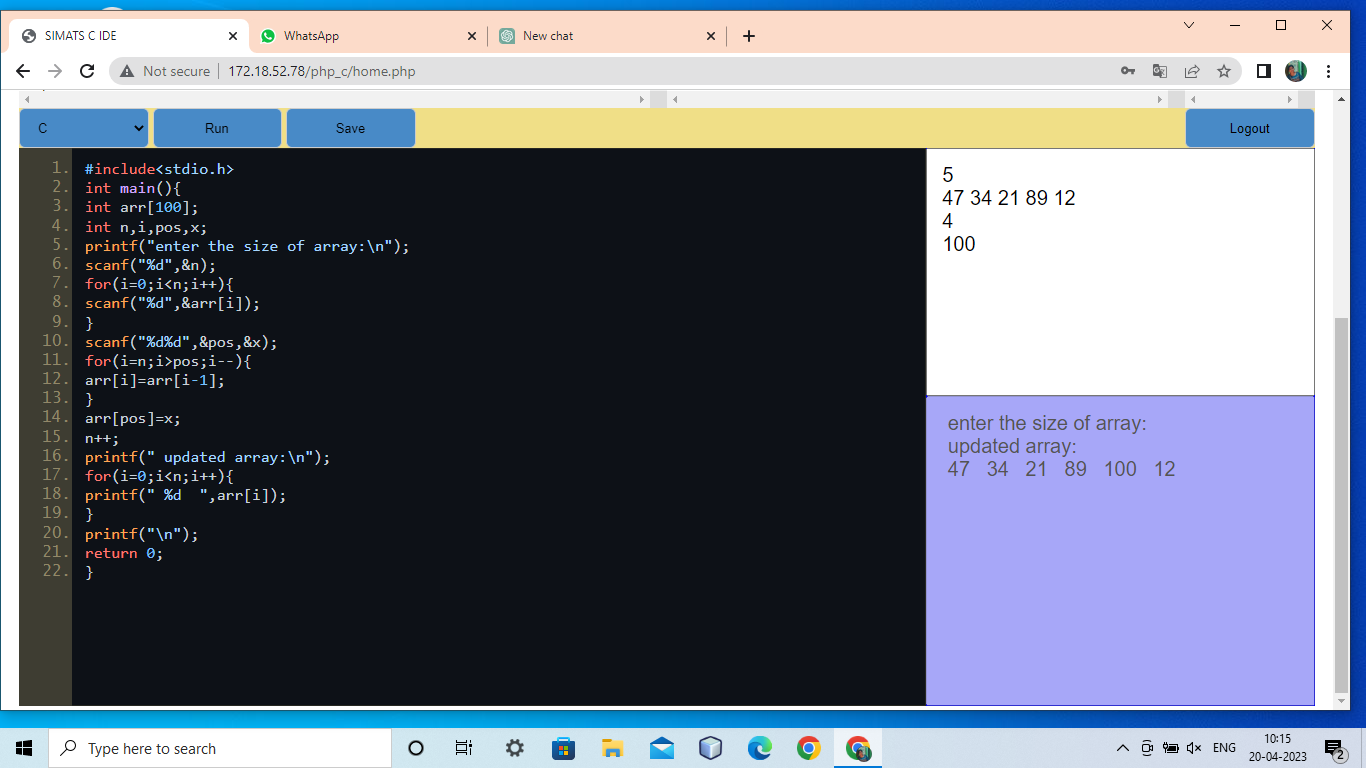 SIMATS C IDE
WhatsApp
New chat
Not secure
172.18.52.78/php_c/home.php
C
Run
Save
Logout
1. #include<stdio.h>
2. int main(){
3. int arr[100];
4. int n,i,pos,x;
5. printf("enter the size of array:\n");
6. scanf("%d",&n);
7. for(i=0;i<n;i++){
8. scanf("%d",&arr[i]);
9. }
10. scanf("%d%d",&pos,&x);
11. for(i=n;i>pos;i--){
12. arr[i]=arr[i-1];
13. }
14. arr[pos]=x;
15. n++;
16. printf(" updated array:\n");
17. for(i=0;i<n;i++){
18. printf(" %d  ",arr[i]);
19. }
20. printf("\n");
21. return 0;
22. }
5
47 34 21 89 12
4
100
enter the size of array:
updated array:
47 34 21 89 100 12
Type here to search
ENG
10:15
20-04-2023
2